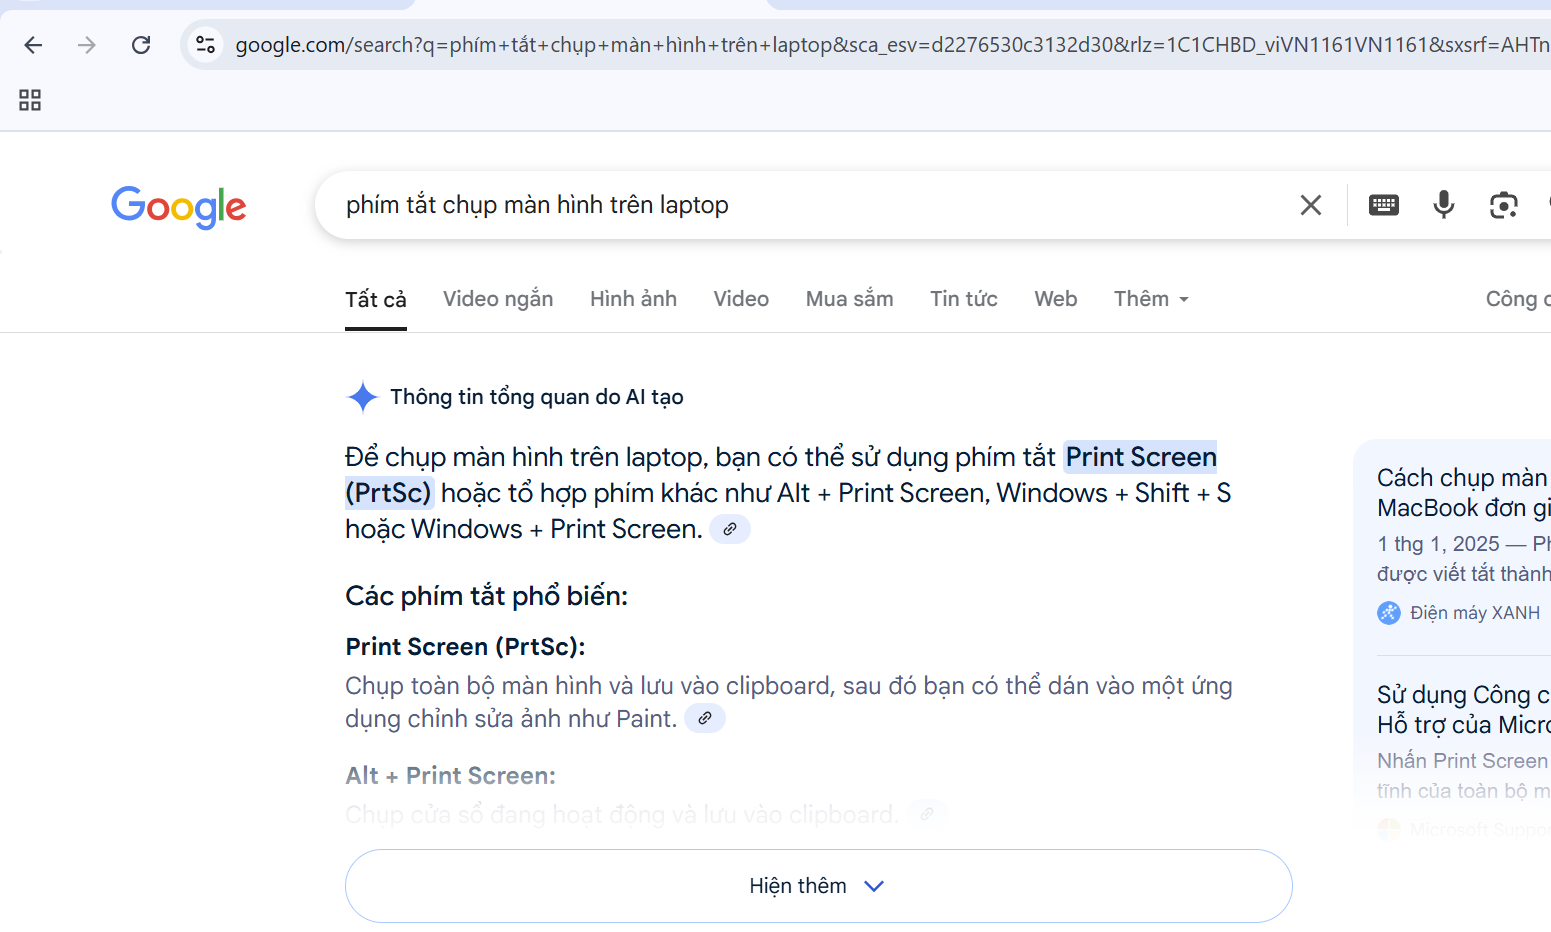 google.com/search?q=phím+tắt+chụp+màn+hình+trên+laptop&sca_esv=d2276530c3132d30&rlz=1C1CHBD_viVN1161VN1161&sxsrf=AHTn
Google
phím tắt chụp màn hình trên laptop
Tất cả Video ngắn Hình ảnh Video Mua sắm Tin tức Web Thêm Công
Thông tin tổng quan do AI tạo
Để chụp màn hình trên laptop, bạn có thể sử dụng phím tắt Print Screen
(PrtSc) hoặc tổ hợp phím khác như Alt + Print Screen, Windows + Shift + S
hoặc Windows + Print Screen.
Các phím tắt phổ biến:
Print Screen (PrtSc):
Chụp toàn bộ màn hình và lưu vào clipboard, sau đó bạn có thể dán vào một ứng
dụng chỉnh sửa ảnh như Paint.
Alt + Print Screen:
Chụp cửa sổ đang hoạt động và lưu vào clipboard.
Hiện thêm
Cách chụp màn
MacBook đơn gi
1 thg 1, 2025 — Ph
được viết tắt thành
Điện máy XANH
Sử dụng Công c
Hỗ trợ của Micro
Nhấn Print Screen
tĩnh của toàn bộ m
Microsoft Suppor